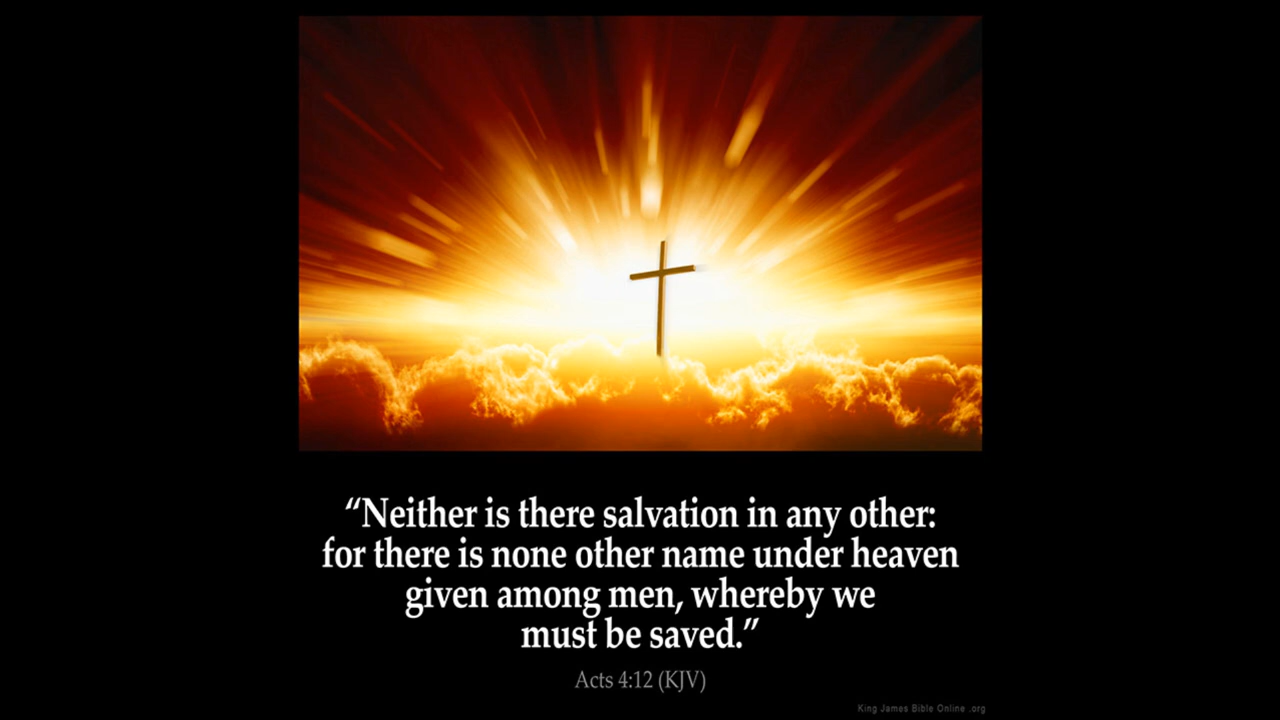 “Neither is there salvation in any other:
for there is none other name under heaven
given among men, whereby we
must be saved.”
Acts 4:12 (KJV)
King James Bible Online .org